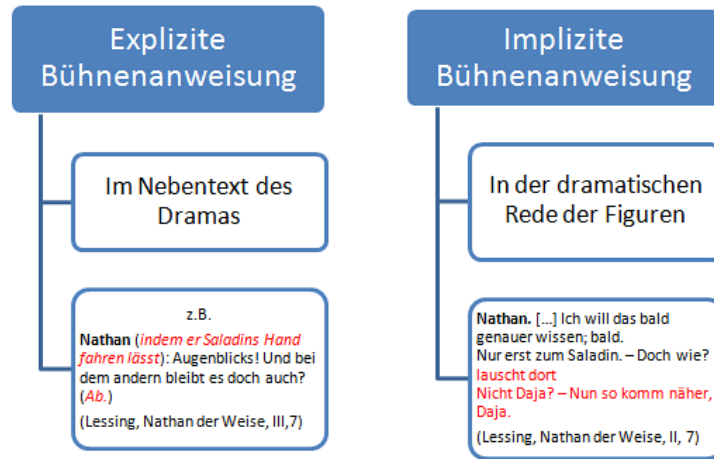 Explizite
Bühnenanweisung
Im Nebentext des
Dramas
z.B.
Nathan (indem er Saladins Hand
fahren lässt): Augenblicks! Und bei
dem andern bleibt es doch auch?
(Ab.)
(Lessing, Nathan der Weise, III,7)
Implizite
Bühnenanweisung
In der dramatischen
Rede der Figuren
Nathan. […] Ich will das bald
genauer wissen; bald.
Nur erst zum Saladin. – Doch wie?
lauscht dort
Nicht Daja? – Nun so komm näher,
Daja.
(Lessing, Nathan der Weise, II, 7)